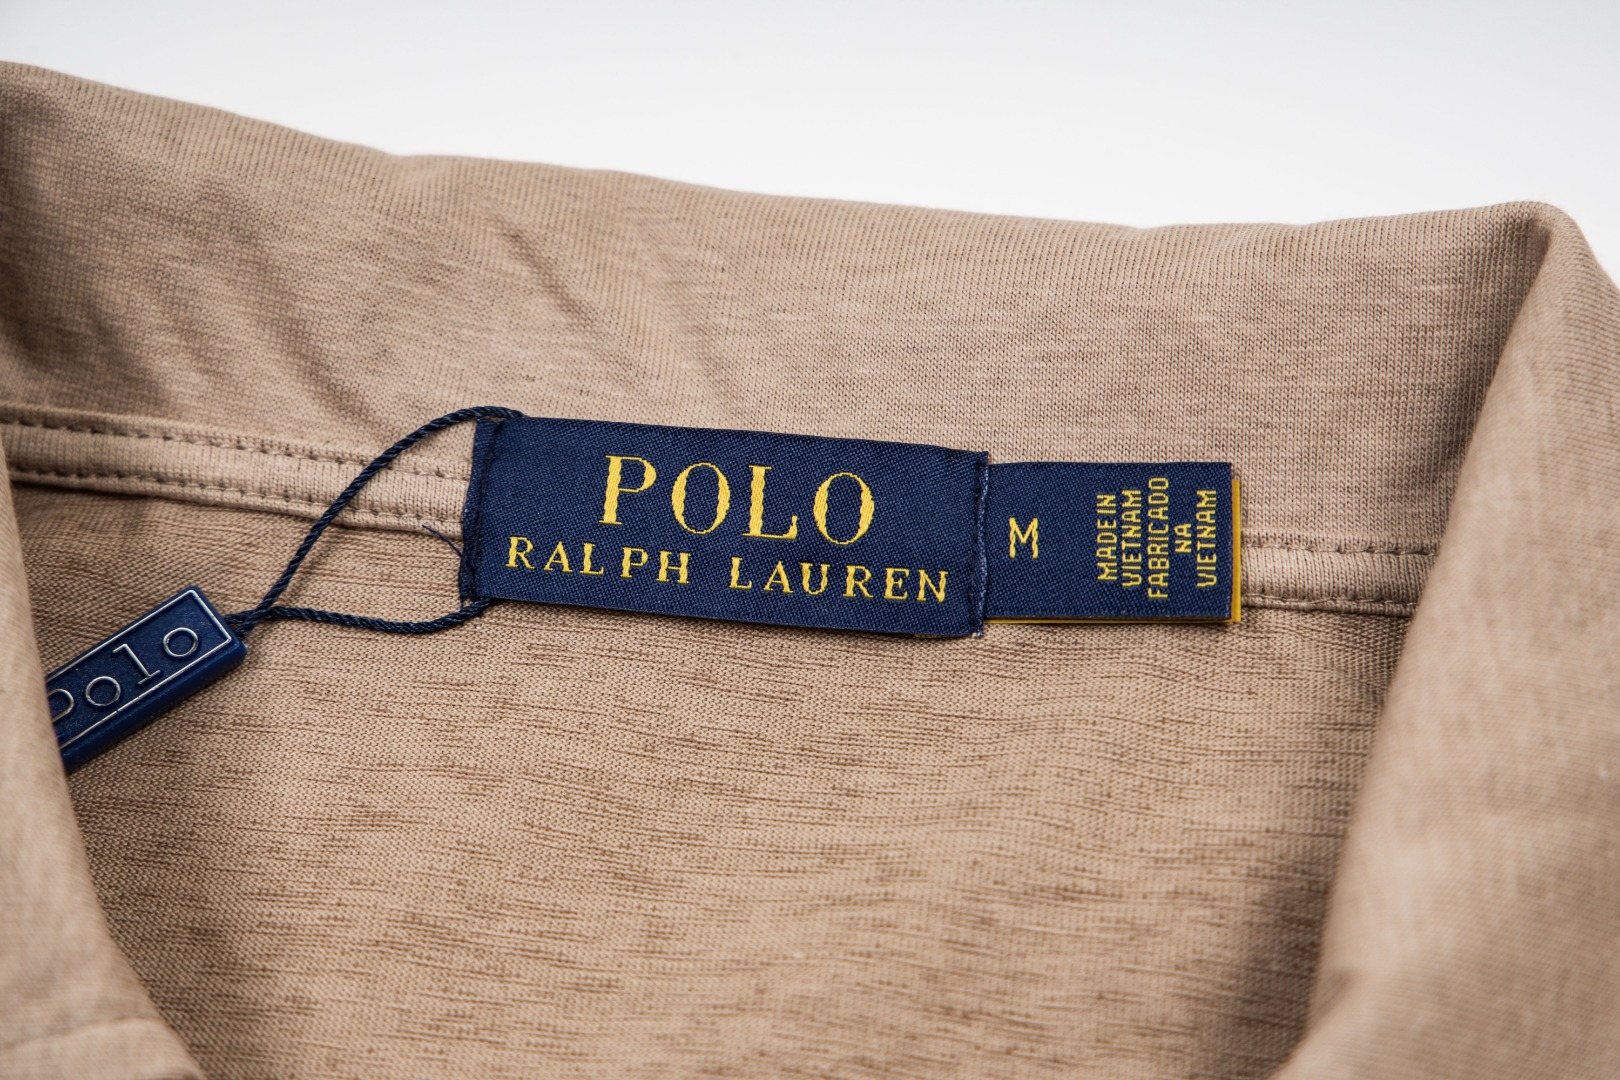 POLO
RALPH LAUREN
M
MADE IN
VIETNAM
FABRICADO
NA
VIETNAM
Polo